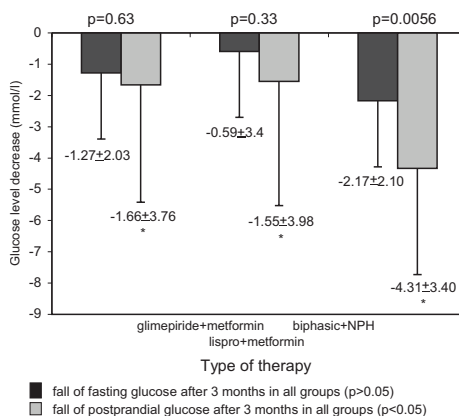 p=0.63 p=0.33 p=0.0056
0
-1
-2
-3
-4
-5
-6
-7
-8
-9
Glucose level decrease (mmol/l)
-1.27±2.03
-1.66±3.76
*
-0.59±3.4
-1.55±3.98
*
-2.17±2.10
-4.31±3.40
*
glimepiride+metformin biphasic+NPH
lispro+metformin
Type of therapy
fall of fasting glucose after 3 months in all groups (p>0.05)
fall of postprandial glucose after 3 months in all groups (p<0.05)